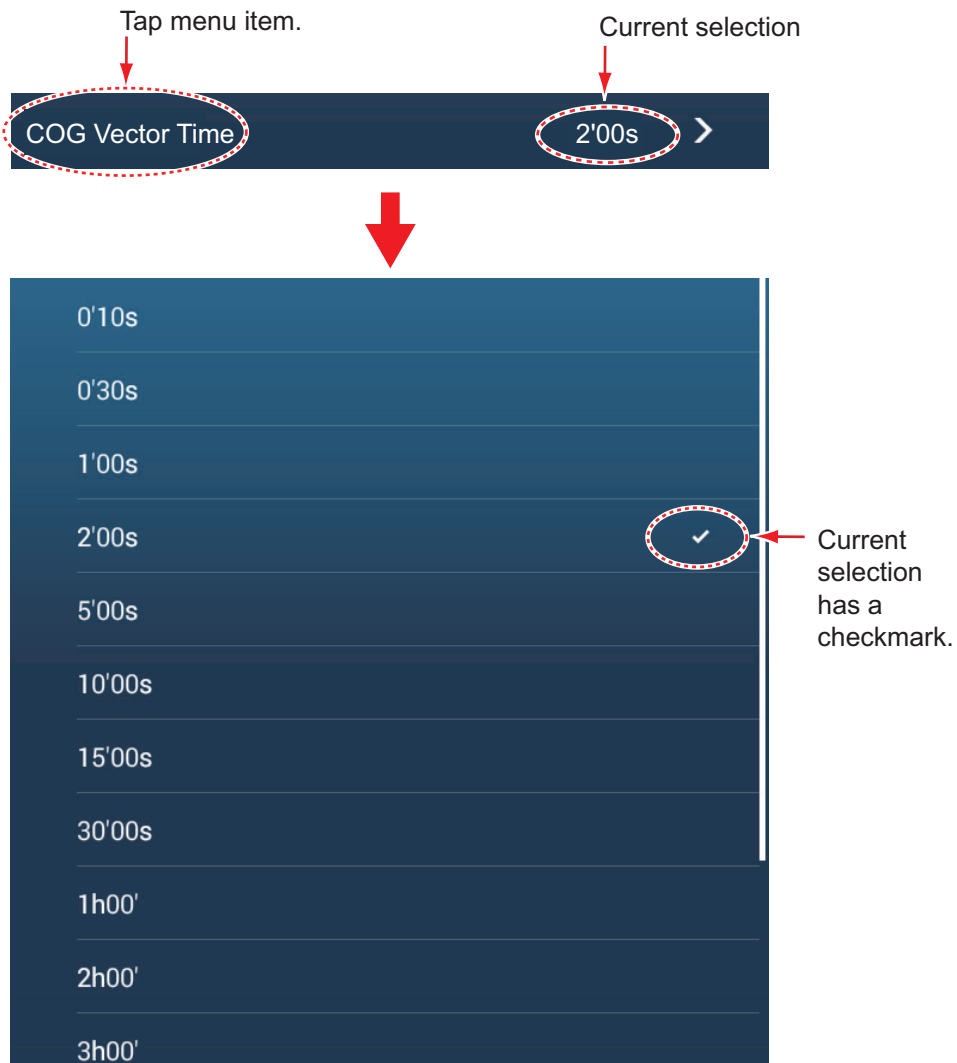 Tap menu item.
Current selection
COG Vector Time 2'00s
0'10s
0'30s
1'00s
2'00s
5'00s
10'00s
15'00s
30'00s
1h00'
2h00'
3h00'
Current
selection
has a
checkmark.